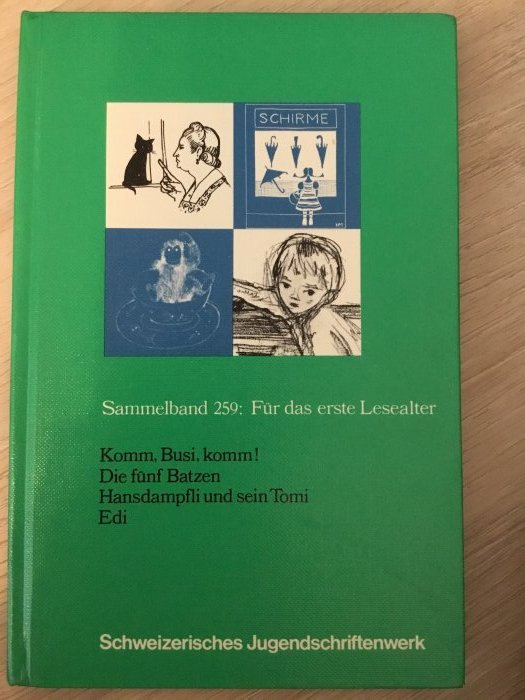 SCHIRME
Sammelband 259: Für das erste Lesealter
Komm, Busi, komm!
Die fünf Batzen
Hansdampfli und sein Tomi
Edi
Schweizerisches Jugendschriftenwerk